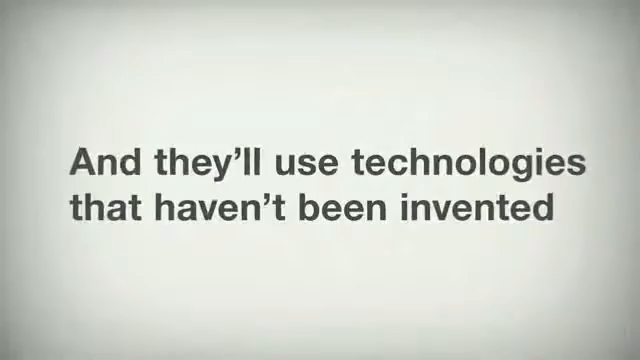 And they’ll use technologies
that haven’t been invented